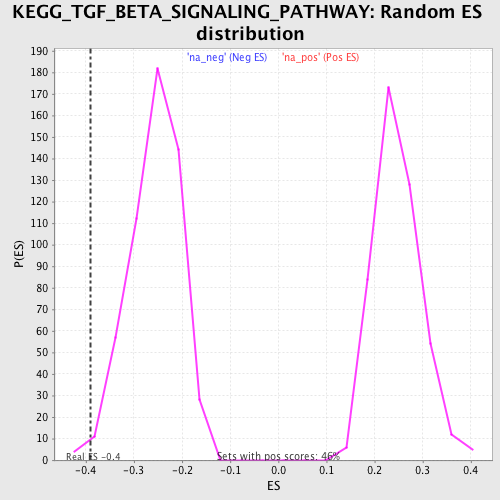 KEGG_TGF_BETA_SIGNALING_PATHWAY: Random ES
distribution
'na_neg' (Neg ES) 'na_pos' (Pos ES)
P(ES)
190
180
170
160
150
140
130
120
110
100
90
80
70
60
50
40
30
20
10
0
Real ES -0.4
Sets with pos scores: 46%
-0.4 -0.3 -0.2 -0.1 0.0 0.1 0.2 0.3 0.4
ES